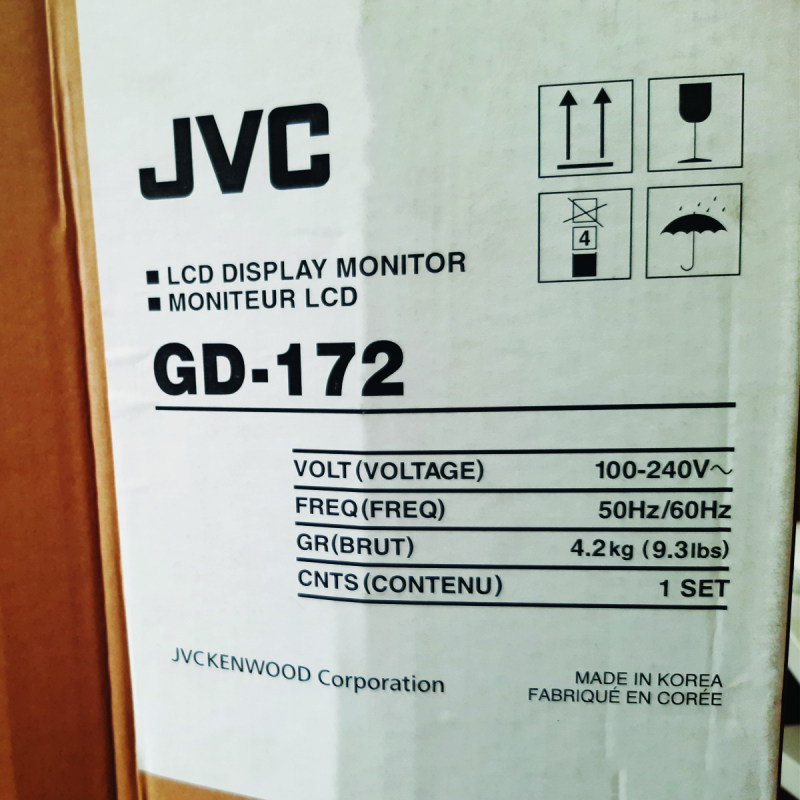 JVC
4
■ LCD DISPLAY MONITOR
■ MONITEUR LCD
GD-172
VOLT (VOLTAGE) 100-240V～
FREQ (FREQ) 50Hz/60Hz
GR(BRUT) 4.2kg (9.3lbs)
CNTS (CONTENU) 1 SET
JVCKENWOOD Corporation
MADE IN KOREA
FABRIQUÉ EN CORÉE